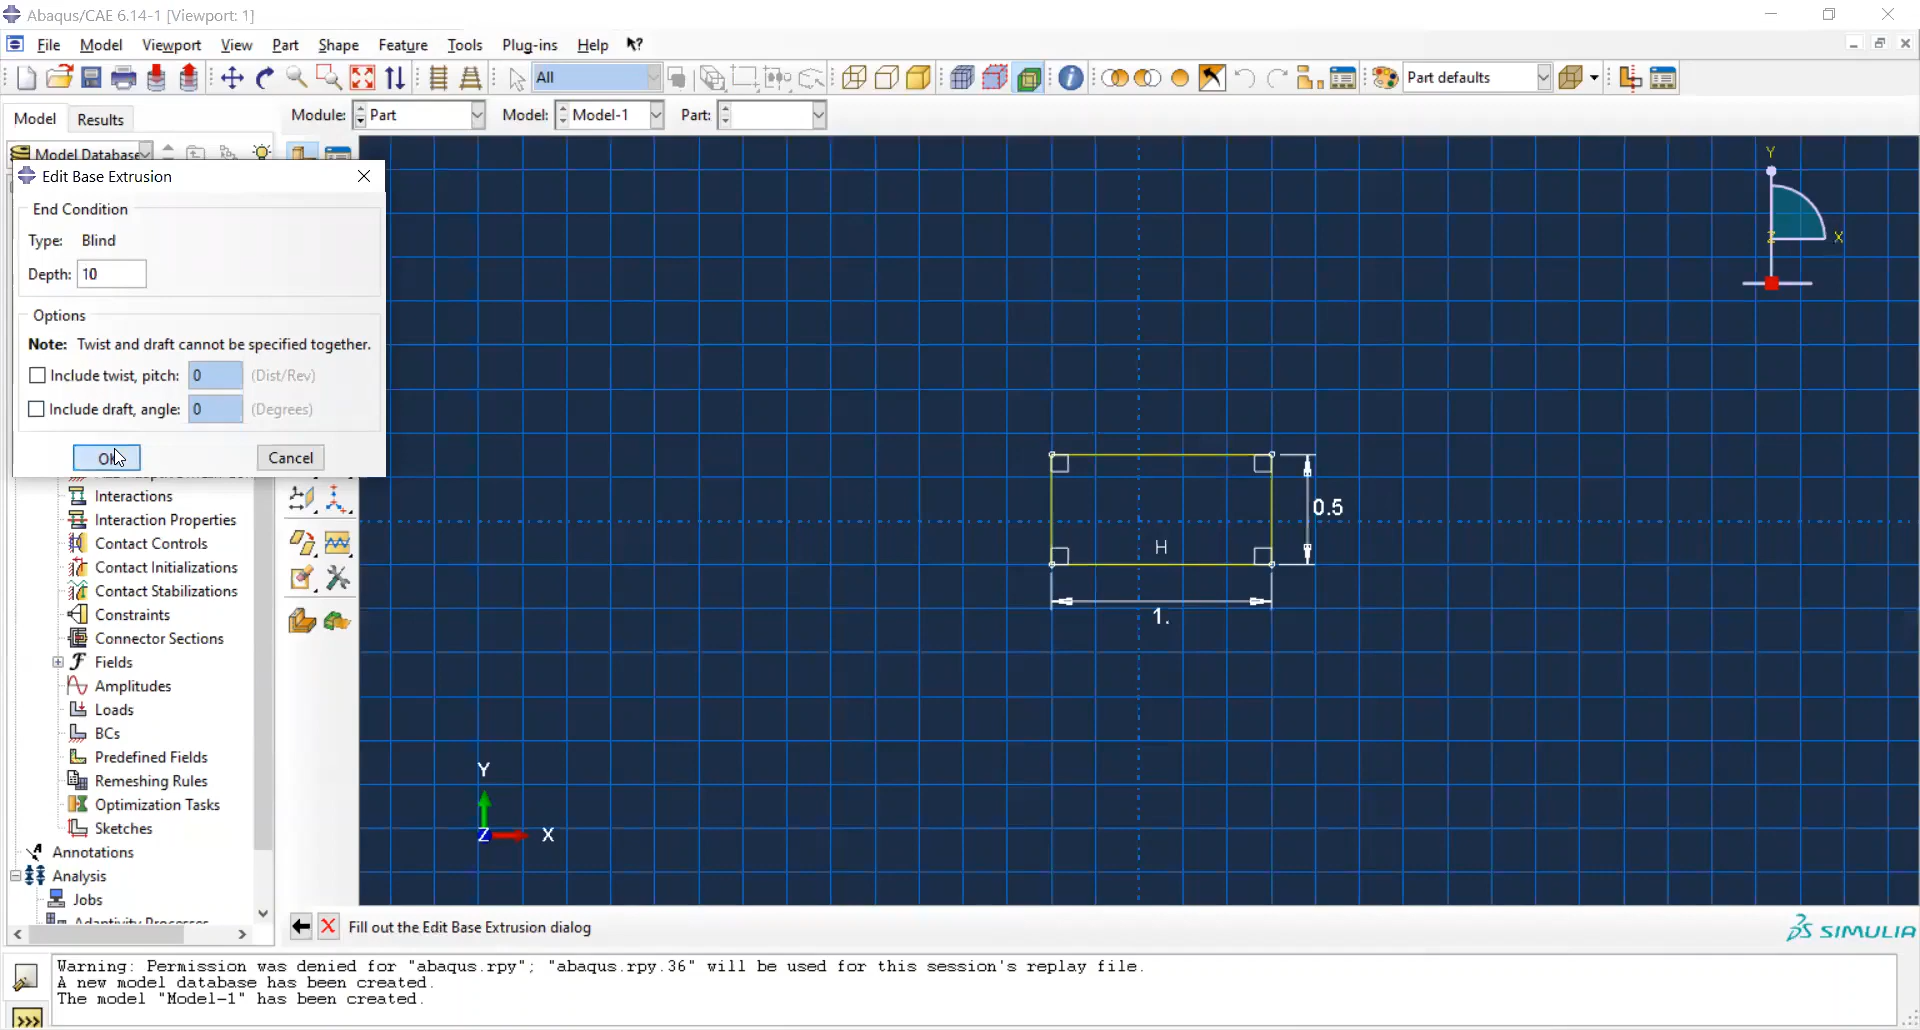 Abaqus/CAE 6.14-1 [Viewport: 1]
File Model Viewport View Part Shape Feature Tools Plug-ins Help
All
Part defaults
Model Results
Module: Part Model: Model-1 Part:
Model Database
Edit Base Extrusion
End Condition
Type: Blind
Depth: 10
Options
Note: Twist and draft cannot be specified together.
Include twist, pitch: 0 (Dist/Rev)
Include draft, angle: 0 (Degrees)
OK Cancel
Interactions
Interaction Properties
Contact Controls
Contact Initializations
Contact Stabilizations
Constraints
Connector Sections
Fields
Amplitudes
Loads
BCs
Predefined Fields
Remeshing Rules
Optimization Tasks
Sketches
Annotations
Analysis
Jobs
Adaptivity Processes
Y
Z X
0.5
H
1.
Y
Z X
Fill out the Edit Base Extrusion dialog
SIMULIA
Warning: Permission was denied for "abaqus.rpy"; "abaqus.rpy.36" will be used for this session's replay file.
A new model database has been created.
The model "Model-1" has been created.
>>>